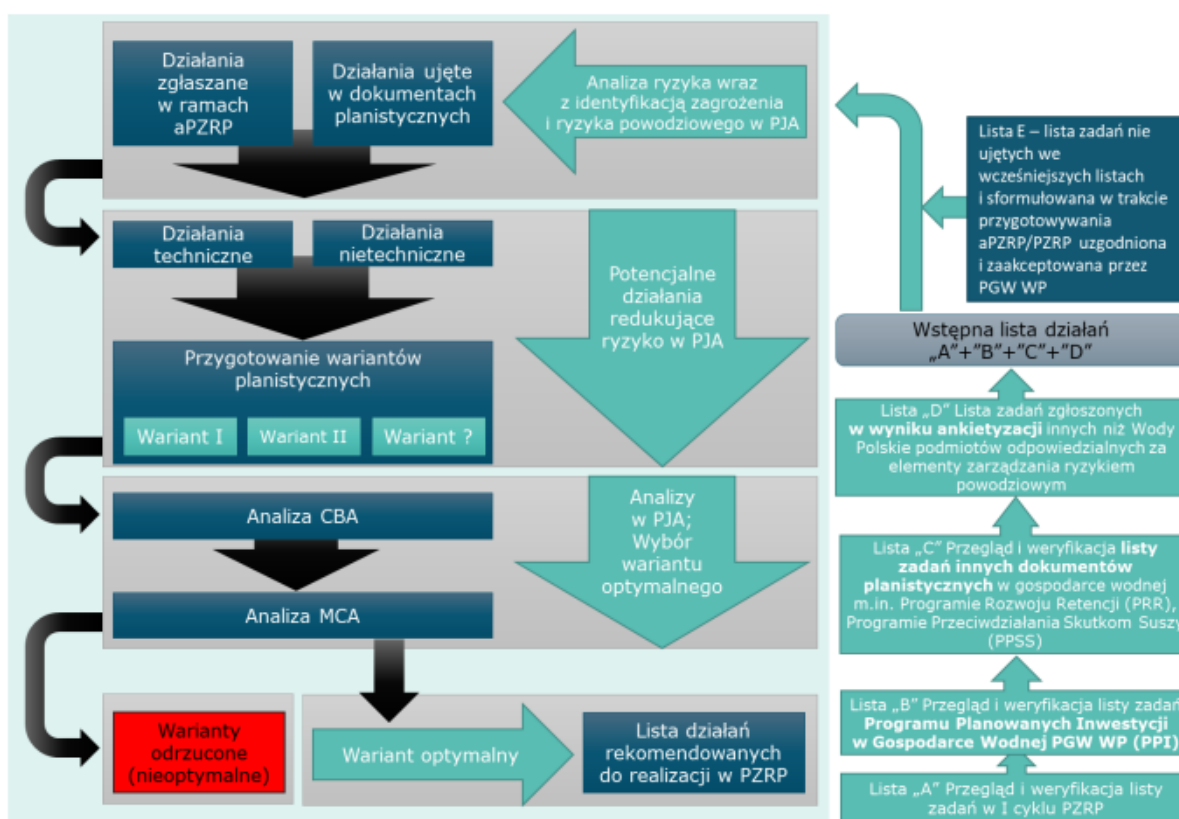 Działania
zgłaszane
w ramach
aPZRP
Działania ujęte
w dokumentach
planistycznych
Analiza ryzyka wraz
z identyfikacją zagrożenia
i ryzyka powodziowego w PJA
Działania
techniczne
Działania
nietechniczne
Potencjalne
działania
redukujące
ryzyko w PJA
Przygotowanie wariantów
planistycznych
Wariant I
Wariant II
Wariant ?
Analiza CBA
Analizy
w PJA;
Wybór
wariantu
optymalnego
Analiza MCA
Warianty
odrzucone
(nieoptymalne)
Wariant optymalny
Lista działań
rekomendowanych
do realizacji w PZRP
Lista E – lista zadań nie
ujętych we
wcześniejszych listach
i sformułowana w trakcie
przygotowywania
aPZRP/PZRP uzgodniona
i zaakceptowana przez
PGW WP
Wstępna lista działań
„A”+”B”+”C”+”D”
Lista „D” Lista zadań zgłoszonych
w wyniku ankietyzacji innych niż Wody
Polskie podmiotów odpowiedzialnych za
elementy zarządzania ryzykiem
powodziowym
Lista „C” Przegląd i weryfikacja listy
zadań innych dokumentów
planistycznych w gospodarce wodnej
m.in. Programie Rozwoju Retencji (PRR),
Programie Przeciwdziałania Skutkom Suszy
(PPSS)
Lista „B” Przegląd i weryfikacja listy zadań
Programu Planowanych Inwestycji
w Gospodarce Wodnej PGW WP (PPI)
Lista „A” Przegląd i weryfikacja listy
zadań w I cyklu PZRP